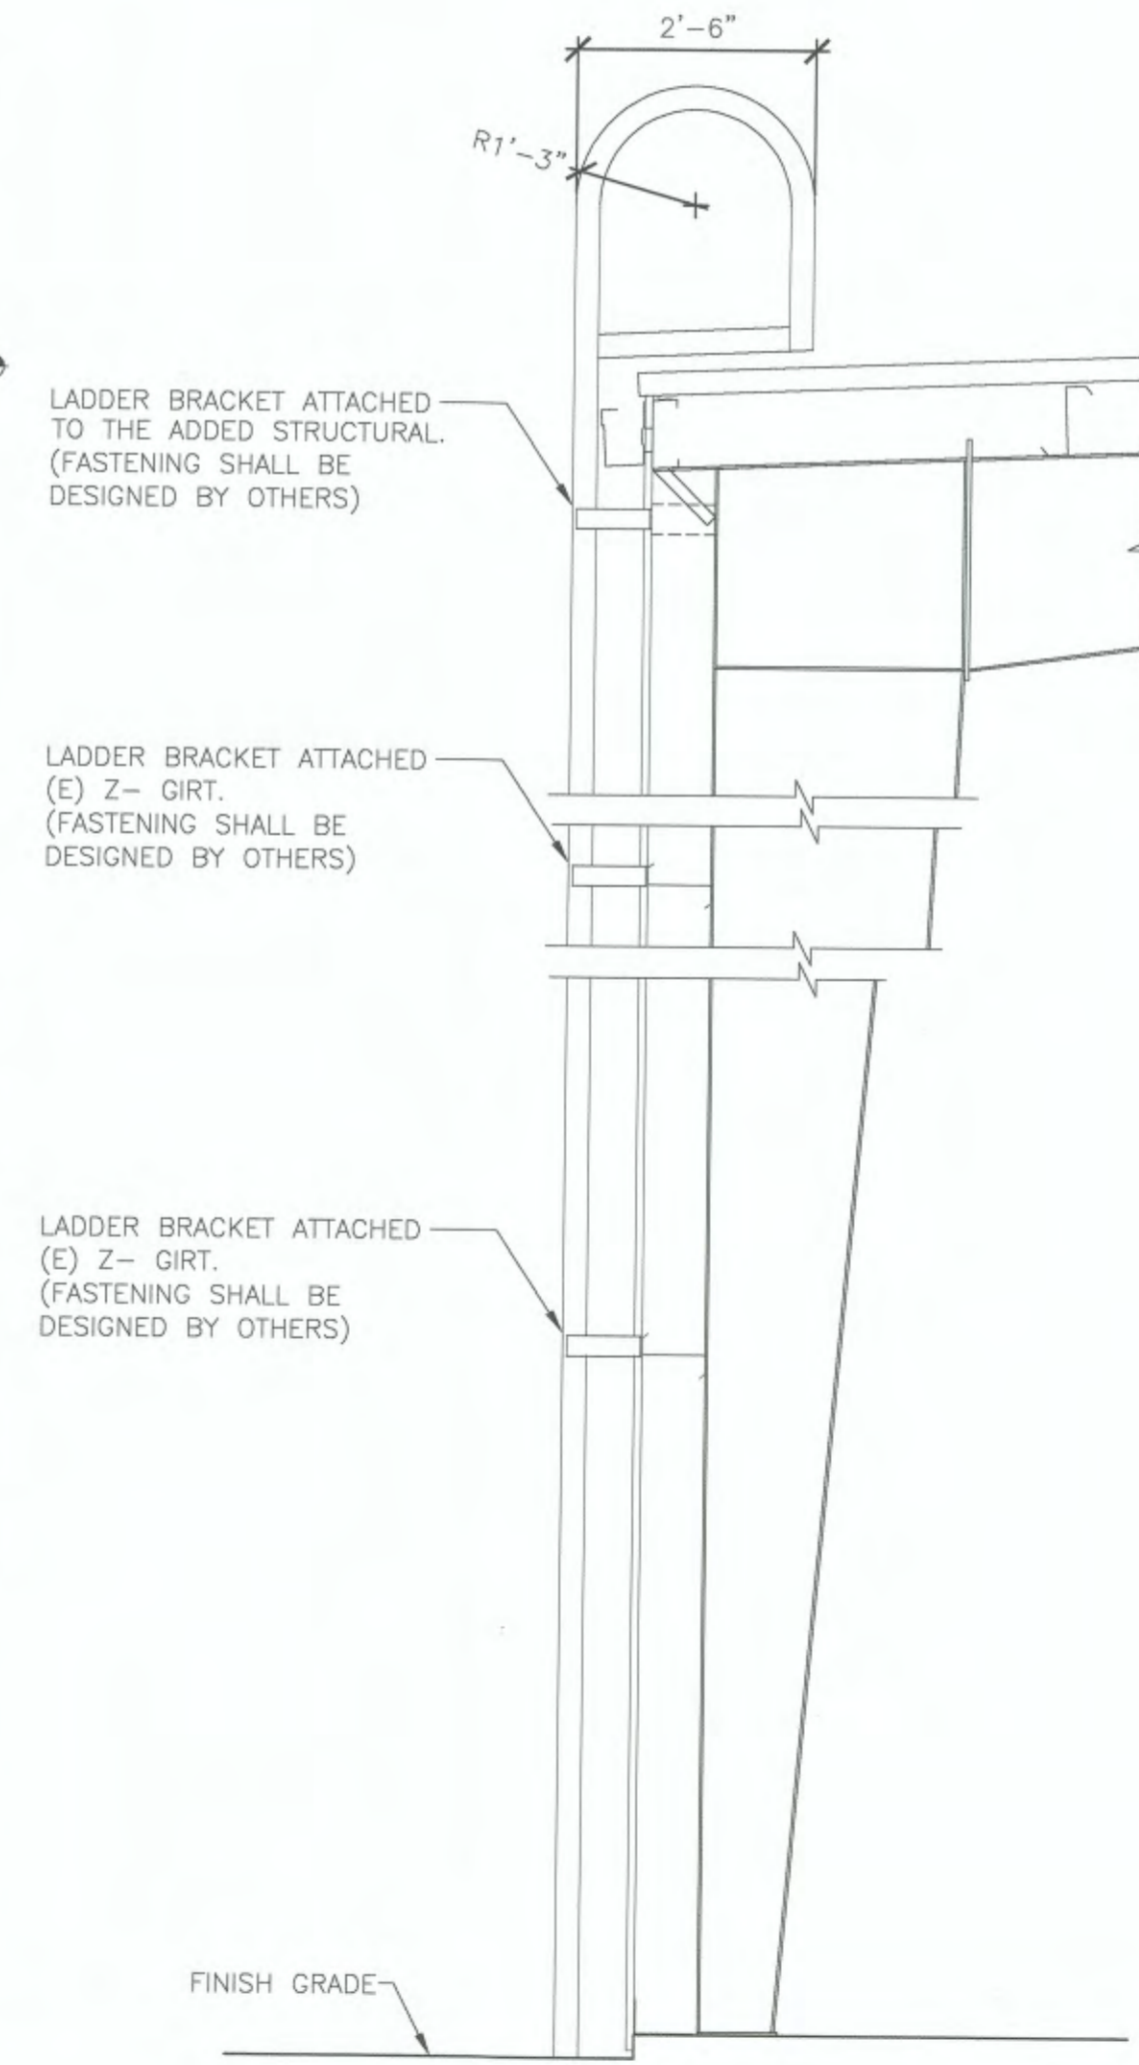 2'-6"
R1'-3"
LADDER BRACKET ATTACHED
TO THE ADDED STRUCTURAL.
(FASTENING SHALL BE
DESIGNED BY OTHERS)
LADDER BRACKET ATTACHED
(E) Z- GIRT.
(FASTENING SHALL BE
DESIGNED BY OTHERS)
LADDER BRACKET ATTACHED
(E) Z- GIRT.
(FASTENING SHALL BE
DESIGNED BY OTHERS)
FINISH GRADE